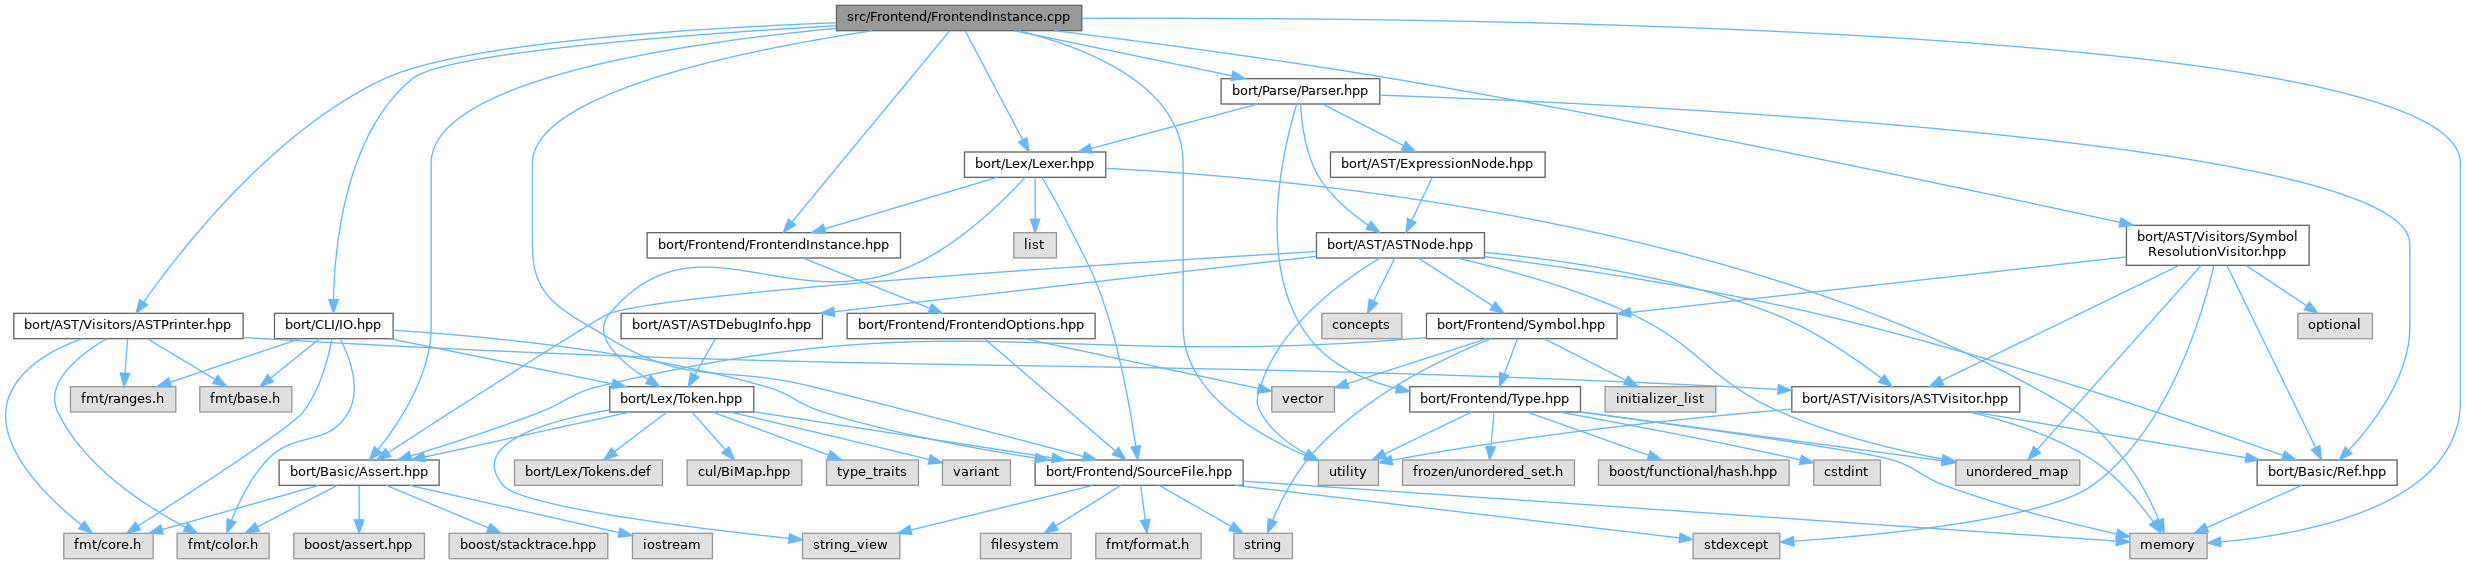 src/Frontend/FrontendInstance.cpp
bort/Parse/Parser.hpp
bort/Lex/Lexer.hpp
bort/AST/ExpressionNode.hpp
bort/Frontend/FrontendInstance.hpp
list
bort/AST/ASTNode.hpp
bort/AST/Visitors/Symbol
ResolutionVisitor.hpp
bort/AST/Visitors/ASTPrinter.hpp
bort/CLI/IO.hpp
bort/AST/ASTDebugInfo.hpp
bort/Frontend/FrontendOptions.hpp
concepts
bort/Frontend/Symbol.hpp
optional
fmt/ranges.h
fmt/base.h
bort/Lex/Token.hpp
vector
bort/Frontend/Type.hpp
initializer_list
bort/AST/Visitors/ASTVisitor.hpp
bort/Basic/Assert.hpp
bort/Lex/Tokens.def
cul/BiMap.hpp
type_traits
variant
bort/Frontend/SourceFile.hpp
utility
frozen/unordered_set.h
boost/functional/hash.hpp
cstdint
unordered_map
bort/Basic/Ref.hpp
fmt/core.h
fmt/color.h
boost/assert.hpp
boost/stacktrace.hpp
iostream
string_view
filesystem
fmt/format.h
string
stdexcept
memory